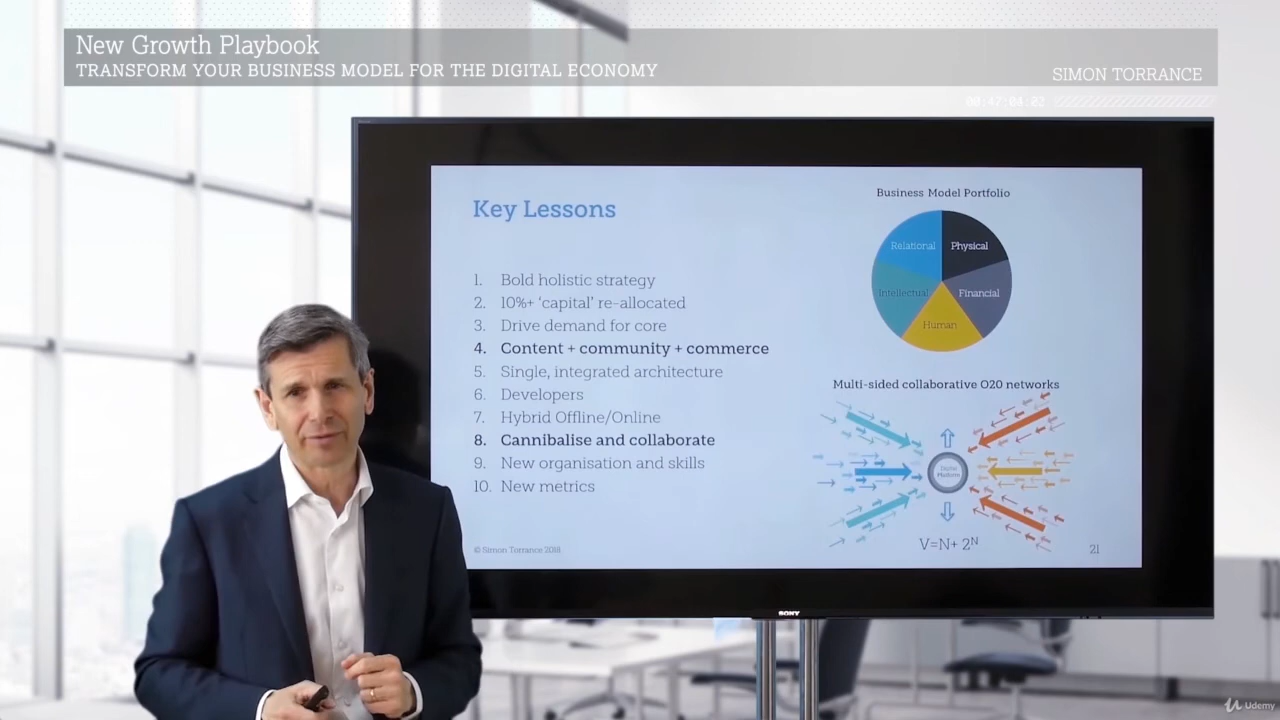 New Growth Playbook
TRANSFORM YOUR BUSINESS MODEL FOR THE DIGITAL ECONOMY
SIMON TORRANCE
Key Lessons
1. Bold holistic strategy
2. 10%+ ‘capital’ re-allocated
3. Drive demand for core
4. Content + community + commerce
5. Single, integrated architecture
6. Developers
7. Hybrid Offline/Online
8. Cannibalise and collaborate
9. New organisation and skills
10. New metrics
© Simon Torrance 2018
Business Model Portfolio
Relational
Physical
Intellectual
Financial
Human
Multi-sided collaborative O2O networks
Digital
Platform
V=N+ 2ᴺ
21
SONY
Udemy